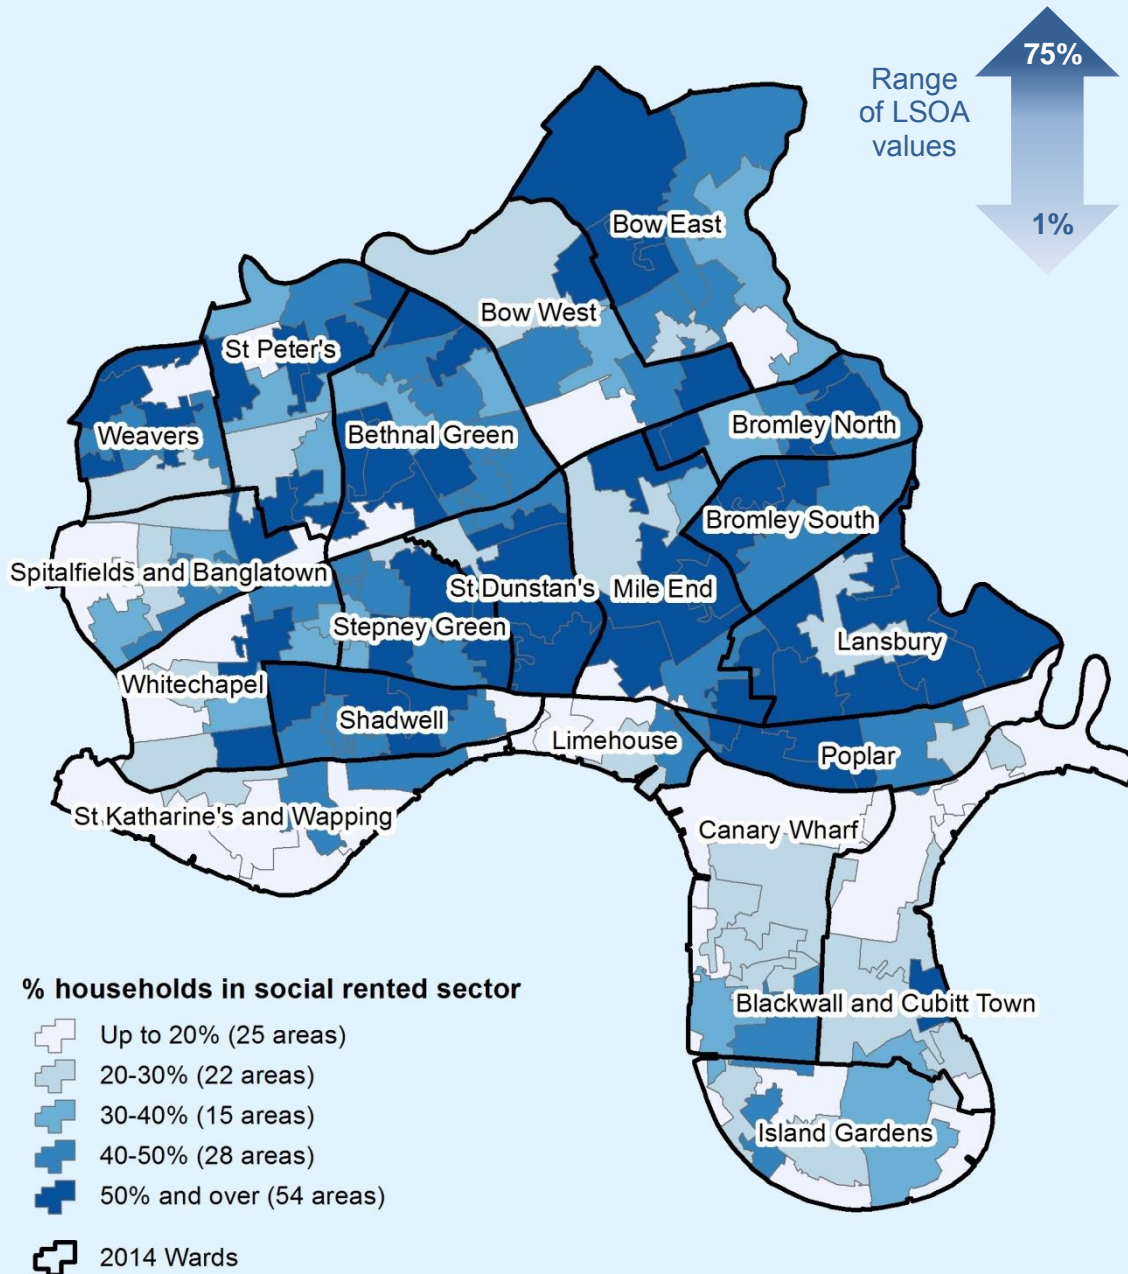 75%
Range
of LSOA
values
1%
Bow East
Bow West
St Peter's
Weavers
Bethnal Green
Bromley North
Bromley South
Spitalfields and Banglatown
St Dunstan's
Mile End
Stepney Green
Lansbury
Whitechapel
Shadwell
Limehouse
Poplar
St Katharine's and Wapping
Canary Wharf
Blackwall and Cubitt Town
Island Gardens
% households in social rented sector
Up to 20% (25 areas)
20-30% (22 areas)
30-40% (15 areas)
40-50% (28 areas)
50% and over (54 areas)
2014 Wards